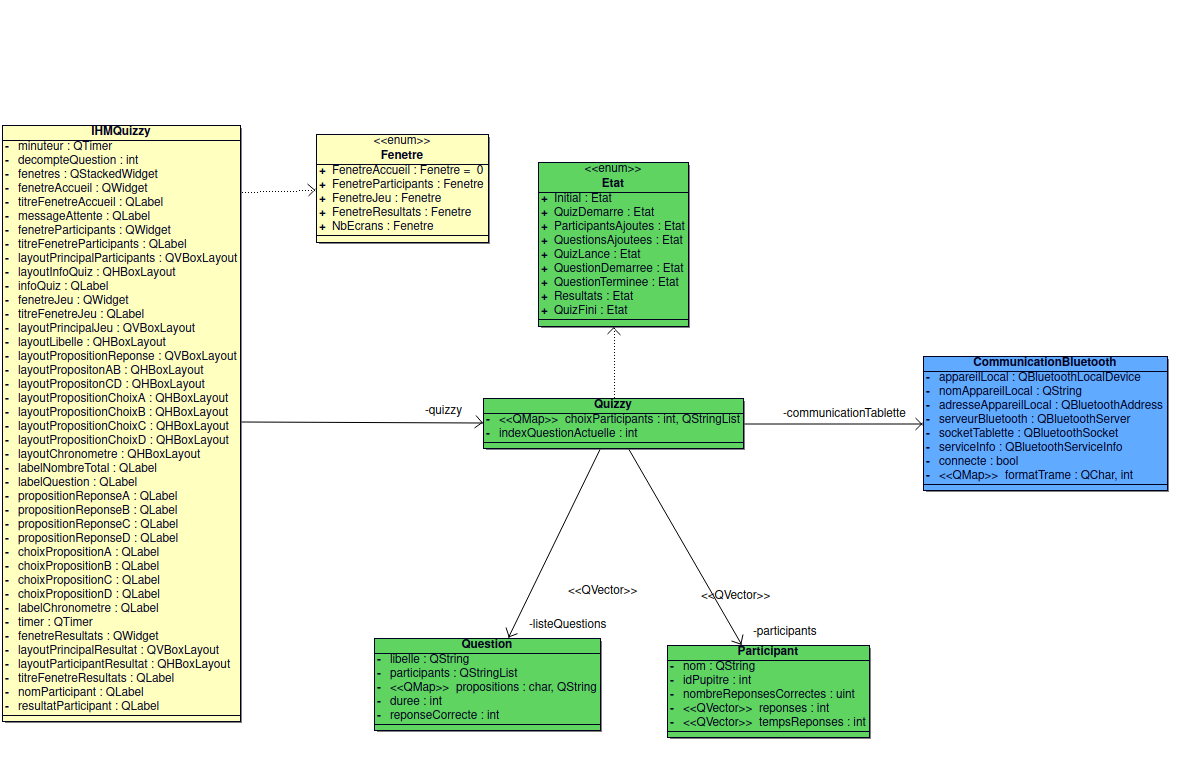 IHMQuizzy
- minuteur : QTimer
- decompteQuestion : int
- fenetres : QStackedWidget
- fenetreAccueil : QWidget
- titreFenetreAccueil : QLabel
- messageAttente : QLabel
- fenetreParticipants : QWidget
- titreFenetreParticipants : QLabel
- layoutPrincipalParticipants : QVBoxLayout
- layoutInfoQuiz : QHBoxLayout
- infoQuiz : QLabel
- fenetreJeu : QWidget
- titreFenetreJeu : QLabel
- layoutPrincipalJeu : QVBoxLayout
- layoutLibelle : QHBoxLayout
- layoutPropositionReponse : QVBoxLayout
- layoutPropositonAB : QHBoxLayout
- layoutPropositonCD : QHBoxLayout
- layoutPropositionChoixA : QHBoxLayout
- layoutPropositionChoixB : QHBoxLayout
- layoutPropositionChoixC : QHBoxLayout
- layoutPropositionChoixD : QHBoxLayout
- layoutChronometre : QHBoxLayout
- labelNombreTotal : QLabel
- labelQuestion : QLabel
- propositionReponseA : QLabel
- propositionReponseB : QLabel
- propositionReponseC : QLabel
- propositionReponseD : QLabel
- choixPropositionA : QLabel
- choixPropositionB : QLabel
- choixPropositionC : QLabel
- choixPropositionD : QLabel
- labelChronometre : QLabel
- timer : QTimer
- fenetreResultats : QWidget
- layoutPrincipalResultat : QVBoxLayout
- layoutParticipantResultat : QHBoxLayout
- titreFenetreResultats : QLabel
- nomParticipant : QLabel
- resultatParticipant : QLabel
<<enum>>
Fenetre
+ FenetreAccueil : Fenetre = 0
+ FenetreParticipants : Fenetre
+ FenetreJeu : Fenetre
+ FenetreResultats : Fenetre
+ NbEcrans : Fenetre
<<enum>>
Etat
+ Initial : Etat
+ QuizDemarre : Etat
+ ParticipantsAjoutes : Etat
+ QuestionsAjoutees : Etat
+ QuizLance : Etat
+ QuestionDemarree : Etat
+ QuestionTerminee : Etat
+ Resultats : Etat
+ QuizFini : Etat
-quizzy
Quizzy
- <<QMap>> choixParticipants : int, QStringList
- indexQuestionActuelle : int
-communicationTablette
CommunicationBluetooth
- appareilLocal : QBluetoothLocalDevice
- nomAppareilLocal : QString
- adresseAppareilLocal : QBluetoothAddress
- serveurBluetooth : QBluetoothServer
- socketTablette : QBluetoothSocket
- serviceInfo : QBluetoothServiceInfo
- connecte : bool
- <<QMap>> formatTrame : QChar, int
<<QVector>>
-listeQuestions
<<QVector>>
-participants
Question
- libelle : QString
- participants : QStringList
- <<QMap>> propositions : char, QString
- duree : int
- reponseCorrecte : int
Participant
- nom : QString
- idPupitre : int
- nombreReponsesCorrectes : uint
- <<QVector>> reponses : int
- <<QVector>> tempsReponses : int